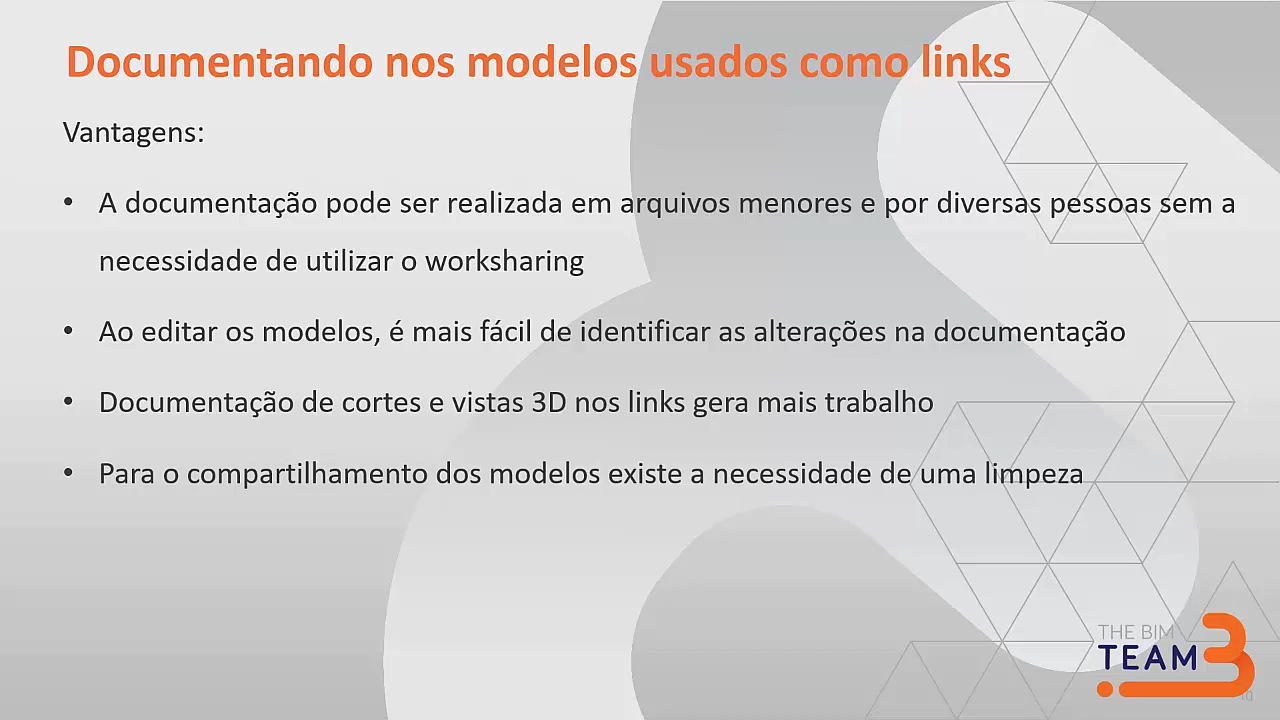 Documentando nos modelos usados como links
Vantagens:
• A documentação pode ser realizada em arquivos menores e por diversas pessoas sem a
necessidade de utilizar o worksharing
• Ao editar os modelos, é mais fácil de identificar as alterações na documentação
• Documentação de cortes e vistas 3D nos links gera mais trabalho
• Para o compartilhamento dos modelos existe a necessidade de uma limpeza
THE BIM
TEAM
10